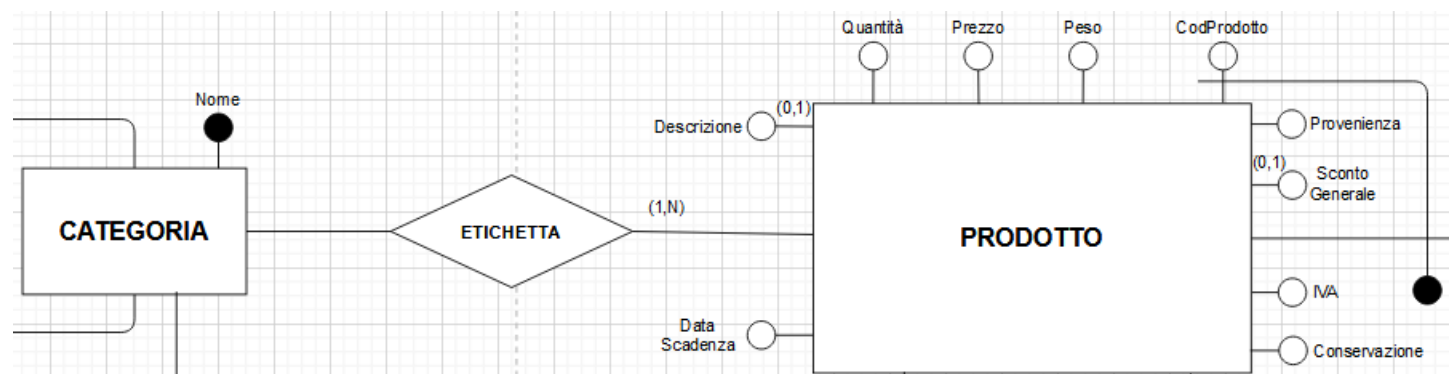 Quantità
Prezzo
Peso
CodProdotto
Nome
(0,1)
Descrizione
Provenienza
(0,1)
Sconto
Generale
(1,N)
CATEGORIA
ETICHETTA
PRODOTTO
IVA
Data
Scadenza
Conservazione